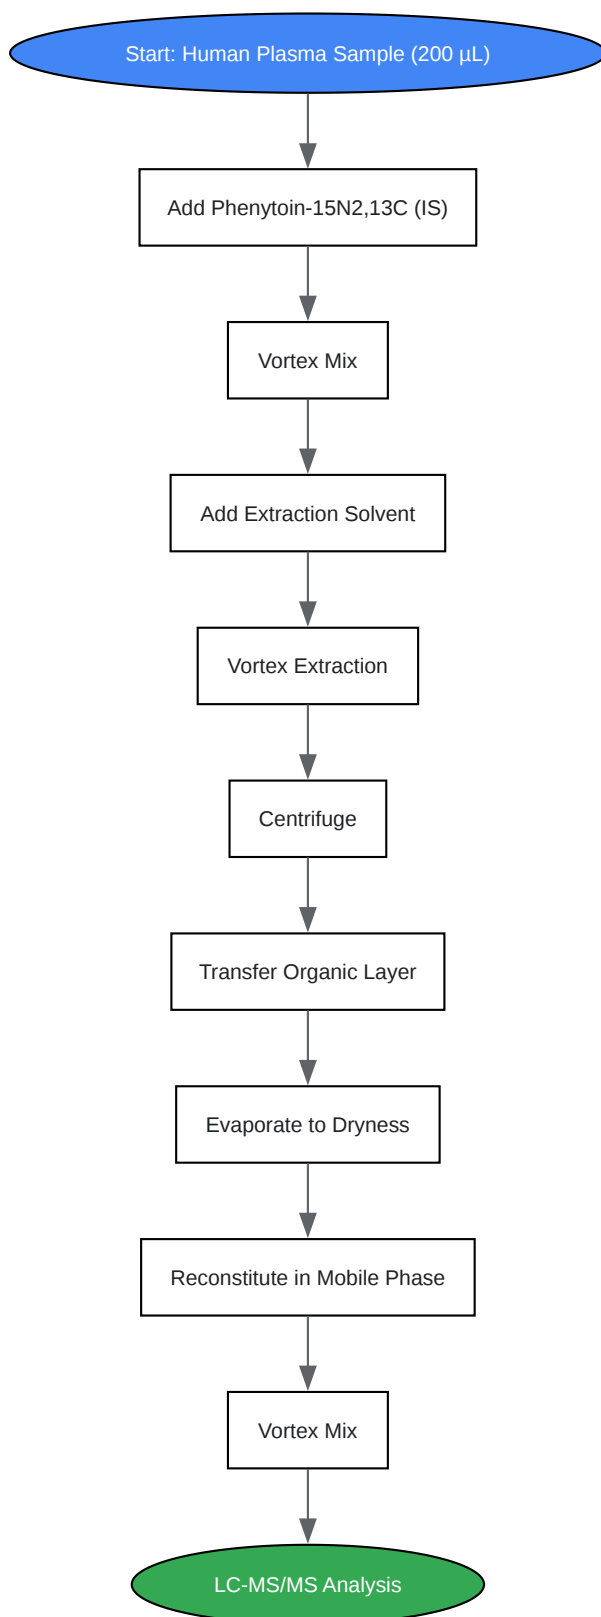 Start: Human Plasma Sample (200 µL)
Add Phenytoin-15N2,13C (IS)
Vortex Mix
Add Extraction Solvent
Vortex Extraction
Centrifuge
Transfer Organic Layer
Evaporate to Dryness
Reconstitute in Mobile Phase
Vortex Mix
LC-MS/MS Analysis